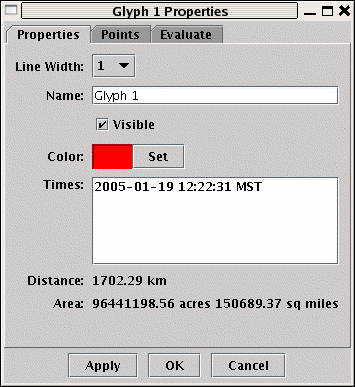 Glyph 1 Properties
Properties Points Evaluate
Line Width: 1
Name: Glyph 1
Visible
Color: Set
Times: 2005-01-19 12:22:31 MST
Distance: 1702.29 km
Area: 96441198.56 acres 150689.37 sq miles
Apply OK Cancel